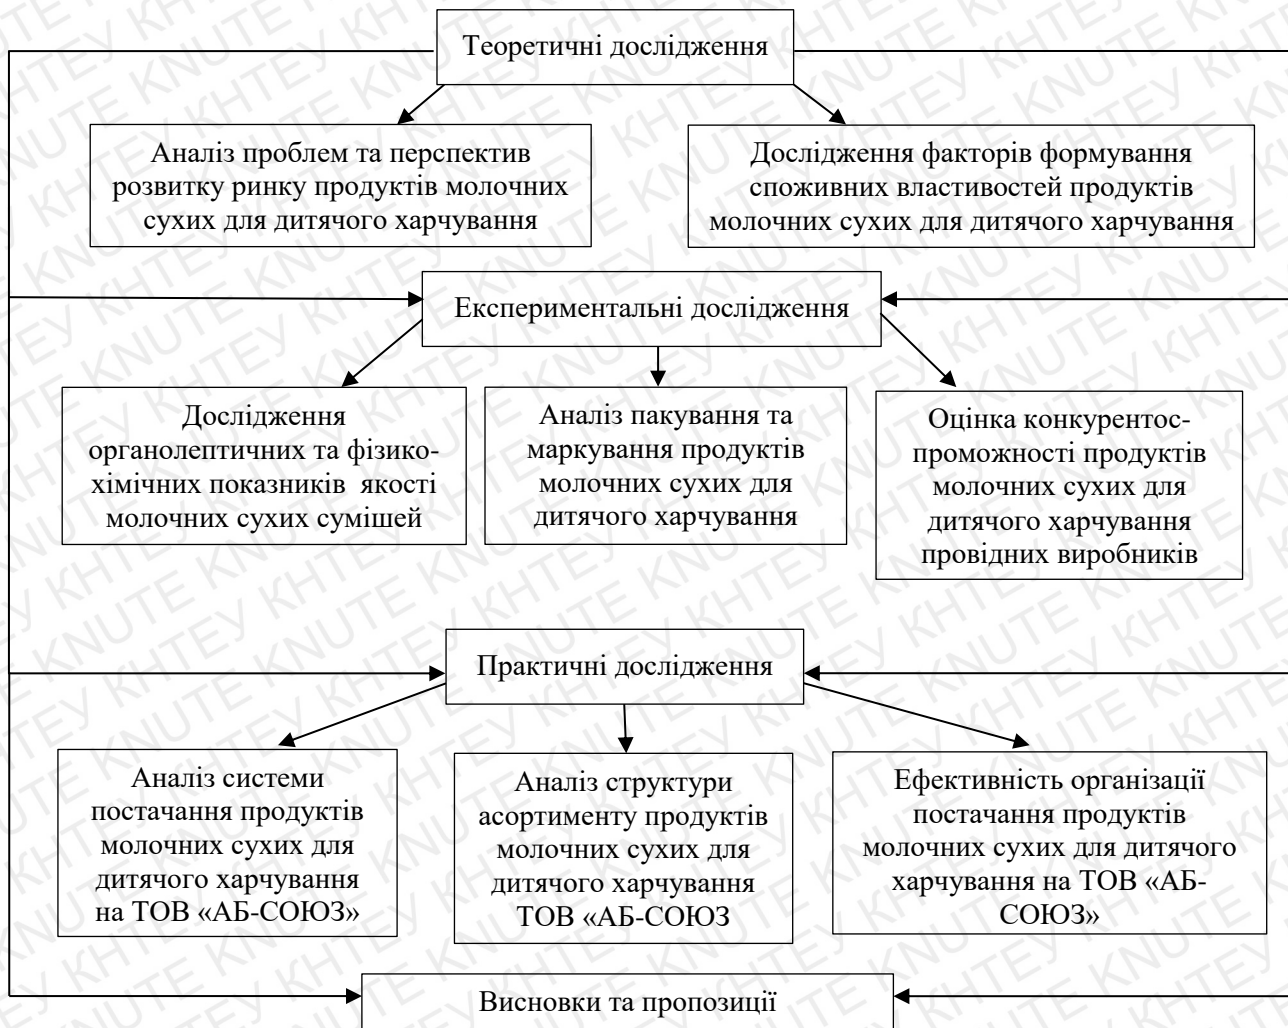 Теоретичні дослідження
Аналіз проблем та перспектив
розвитку ринку продуктів молочних
сухих для дитячого харчування
Дослідження факторів формування
споживних властивостей продуктів
молочних сухих для дитячого харчування
Експериментальні дослідження
Дослідження
органолептичних та фізико-
хімічних показників якості
молочних сухих сумішей
Аналіз пакування та
маркування продуктів
молочних сухих для
дитячого харчування
Оцінка конкурентос-
проможності продуктів
молочних сухих для
дитячого харчування
провідних виробників
Практичні дослідження
Аналіз системи
постачання продуктів
молочних сухих для
дитячого харчування
на ТОВ «АБ-СОЮЗ»
Аналіз структури
асортименту продуктів
молочних сухих для
дитячого харчування
ТОВ «АБ-СОЮЗ
Ефективність організації
постачання продуктів
молочних сухих для дитячого
харчування на ТОВ «АБ-
СОЮЗ»
Висновки та пропозиції